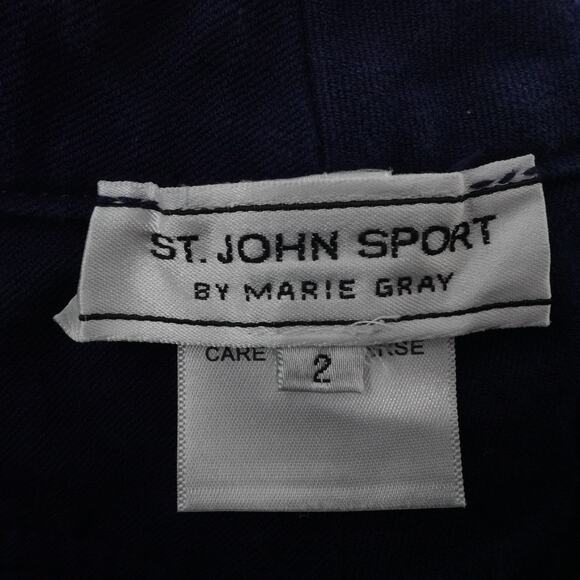 ST. JOHN SPORT
BY MARIE GRAY
CARE
2